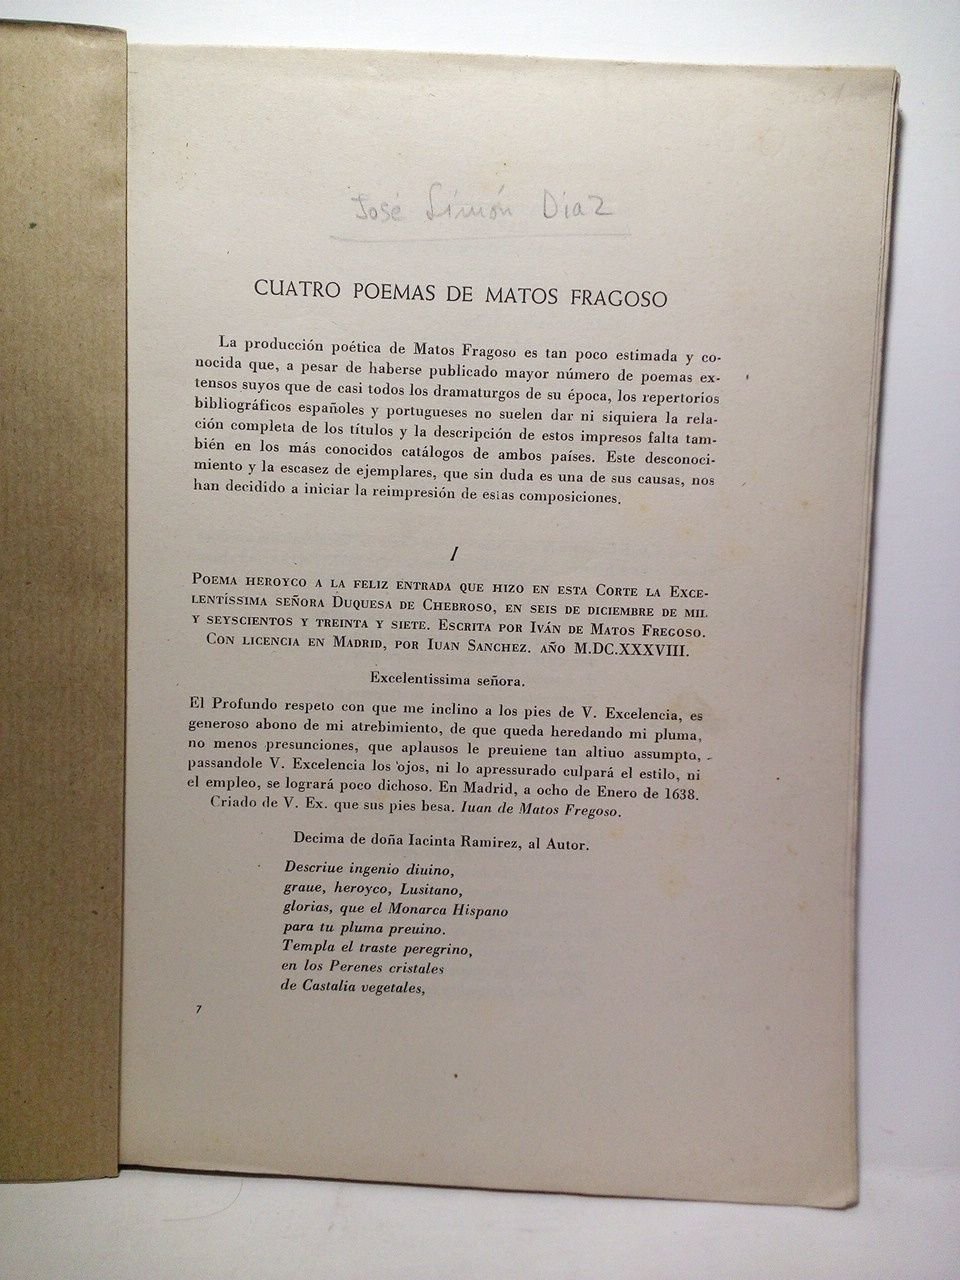 José Simón Díaz
CUATRO POEMAS DE MATOS FRAGOSO
La producción poética de Matos Fragoso es tan poco estimada y co-
nocida que, a pesar de haberse publicado mayor número de poemas ex-
tensos suyos que de casi todos los dramaturgos de su época, los repertorios
bibliográficos españoles y portugueses no suelen dar ni siquiera la rela-
ción completa de los títulos y la descripción de estos impresos falta tam-
bién en los más conocidos catálogos de ambos países. Este desconoci-
miento y la escasez de ejemplares, que sin duda es una de sus causas, nos
han decidido a iniciar la reimpresión de estas composiciones.
I
POEMA HEROYCO A LA FELIZ ENTRADA QUE HIZO EN ESTA CORTE LA EXCE-
LENTÍSSIMA SEÑORA DUQUESA DE CHEBROSO, EN SEIS DE DICIEMBRE DE MIL
Y SEYSCIENTOS Y TREINTA Y SIETE. ESCRITA POR IVÁN DE MATOS FREGOSO.
CON LICENCIA EN MADRID, POR IUAN SANCHEZ. AÑO M.DC.XXXVIII.
Excelentissima señora.
El Profundo respeto con que me inclino a los pies de V. Excelencia, es
generoso abono de mi atrebimiento, de que queda heredando mi pluma,
no menos presunciones, que aplausos le preuiene tan altiuo assumpto,
passandole V. Excelencia los ojos, ni lo apressurado culpará el estilo, ni
el empleo, se logrará poco dichoso. En Madrid, a ocho de Enero de 1638.
Criado de V. Ex. que sus pies besa. Iuan de Matos Fregoso.
Decima de doña Iacinta Ramirez, al Autor.
Descriue ingenio diuino,
graue, heroyco, Lusitano,
glorias, que el Monarca Hispano
para tu pluma preuino.
Templa el traste peregrino,
en los Perenes cristales
de Castalia vegetales,
7